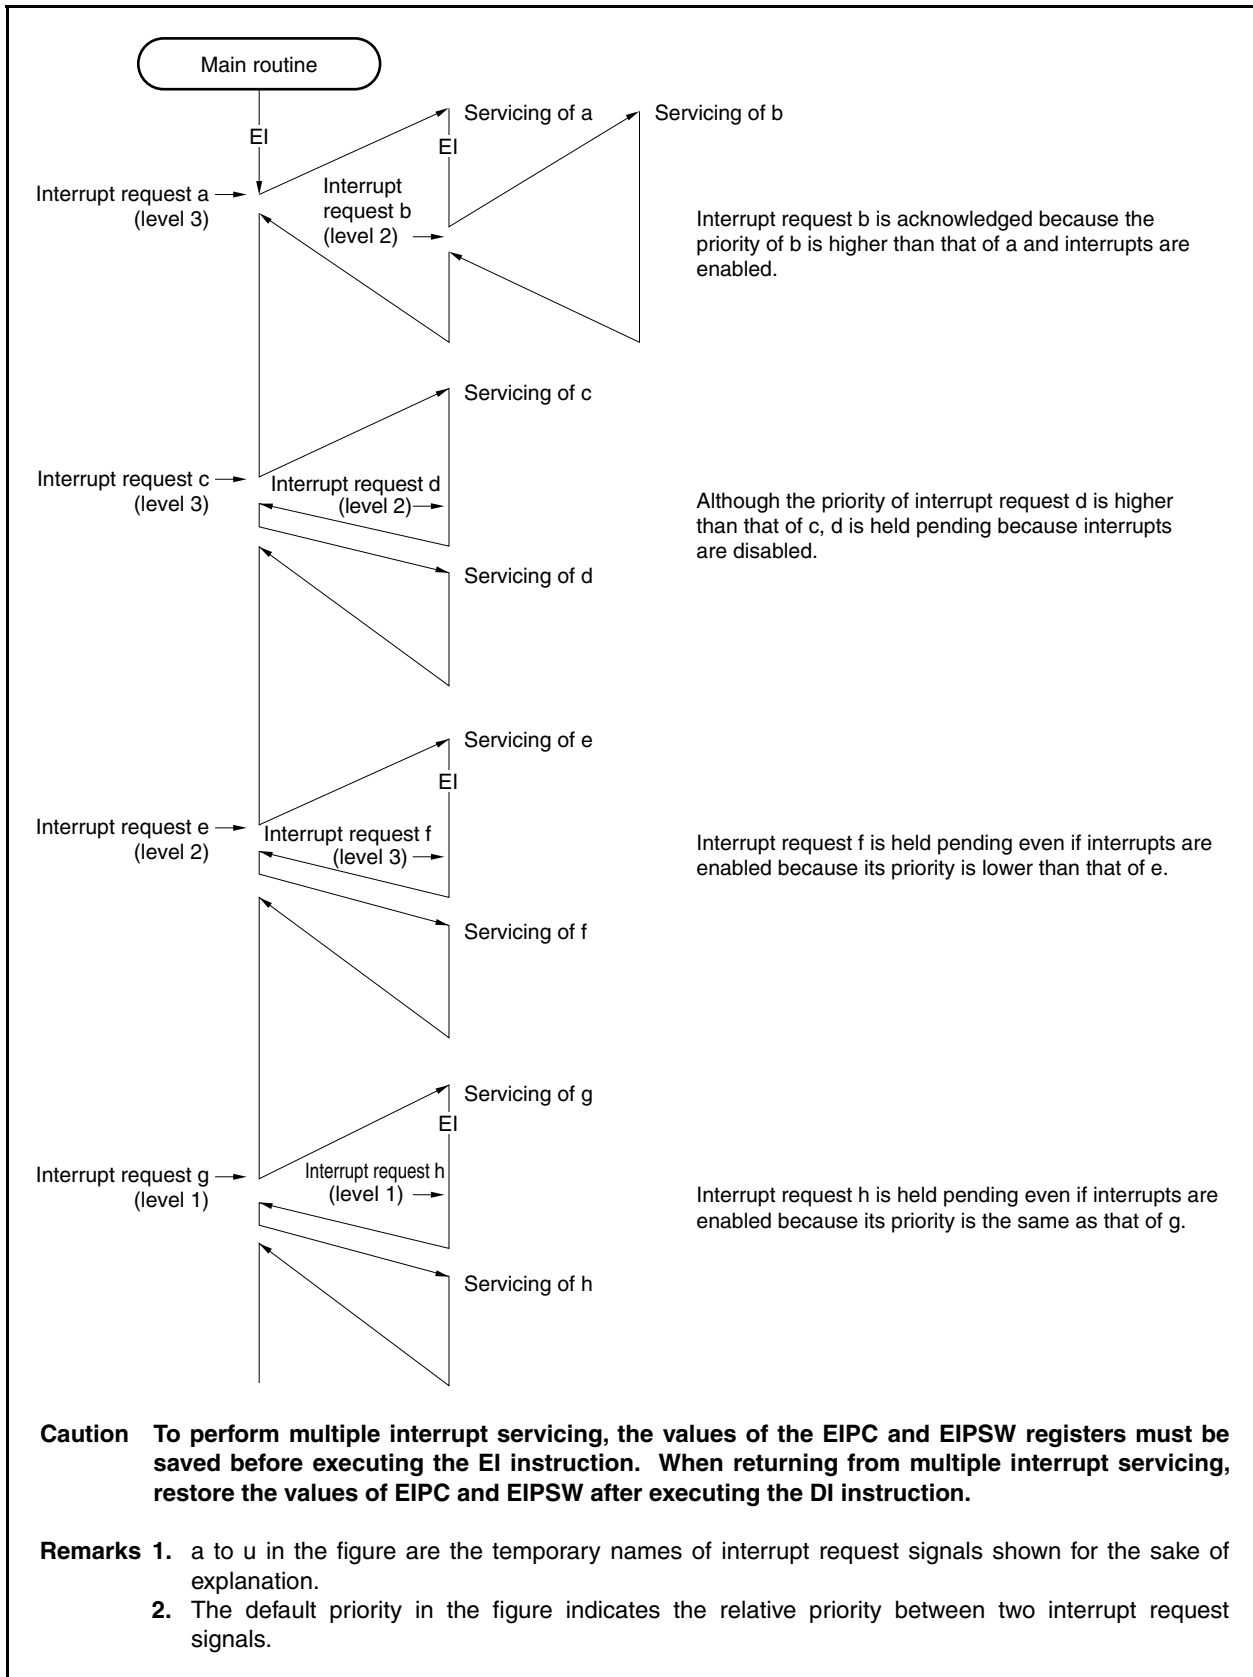 Main routine
EI
Servicing of a
EI
Servicing of b
Interrupt request a
(level 3)
Interrupt
request b
(level 2)
Interrupt request b is acknowledged because the
priority of b is higher than that of a and interrupts are
enabled.
Servicing of c
Interrupt request c
(level 3)
Interrupt request d
(level 2)
Although the priority of interrupt request d is higher
than that of c, d is held pending because interrupts
are disabled.
Servicing of d
Servicing of e
EI
Interrupt request e
(level 2)
Interrupt request f
(level 3)
Interrupt request f is held pending even if interrupts are
enabled because its priority is lower than that of e.
Servicing of f
Servicing of g
EI
Interrupt request g
(level 1)
Interrupt request h
(level 1)
Interrupt request h is held pending even if interrupts are
enabled because its priority is the same as that of g.
Servicing of h
Caution To perform multiple interrupt servicing, the values of the EIPC and EIPSW registers must be
saved before executing the EI instruction. When returning from multiple interrupt servicing,
restore the values of EIPC and EIPSW after executing the DI instruction.
Remarks 1. a to u in the figure are the temporary names of interrupt request signals shown for the sake of
explanation.
2. The default priority in the figure indicates the relative priority between two interrupt request
signals.